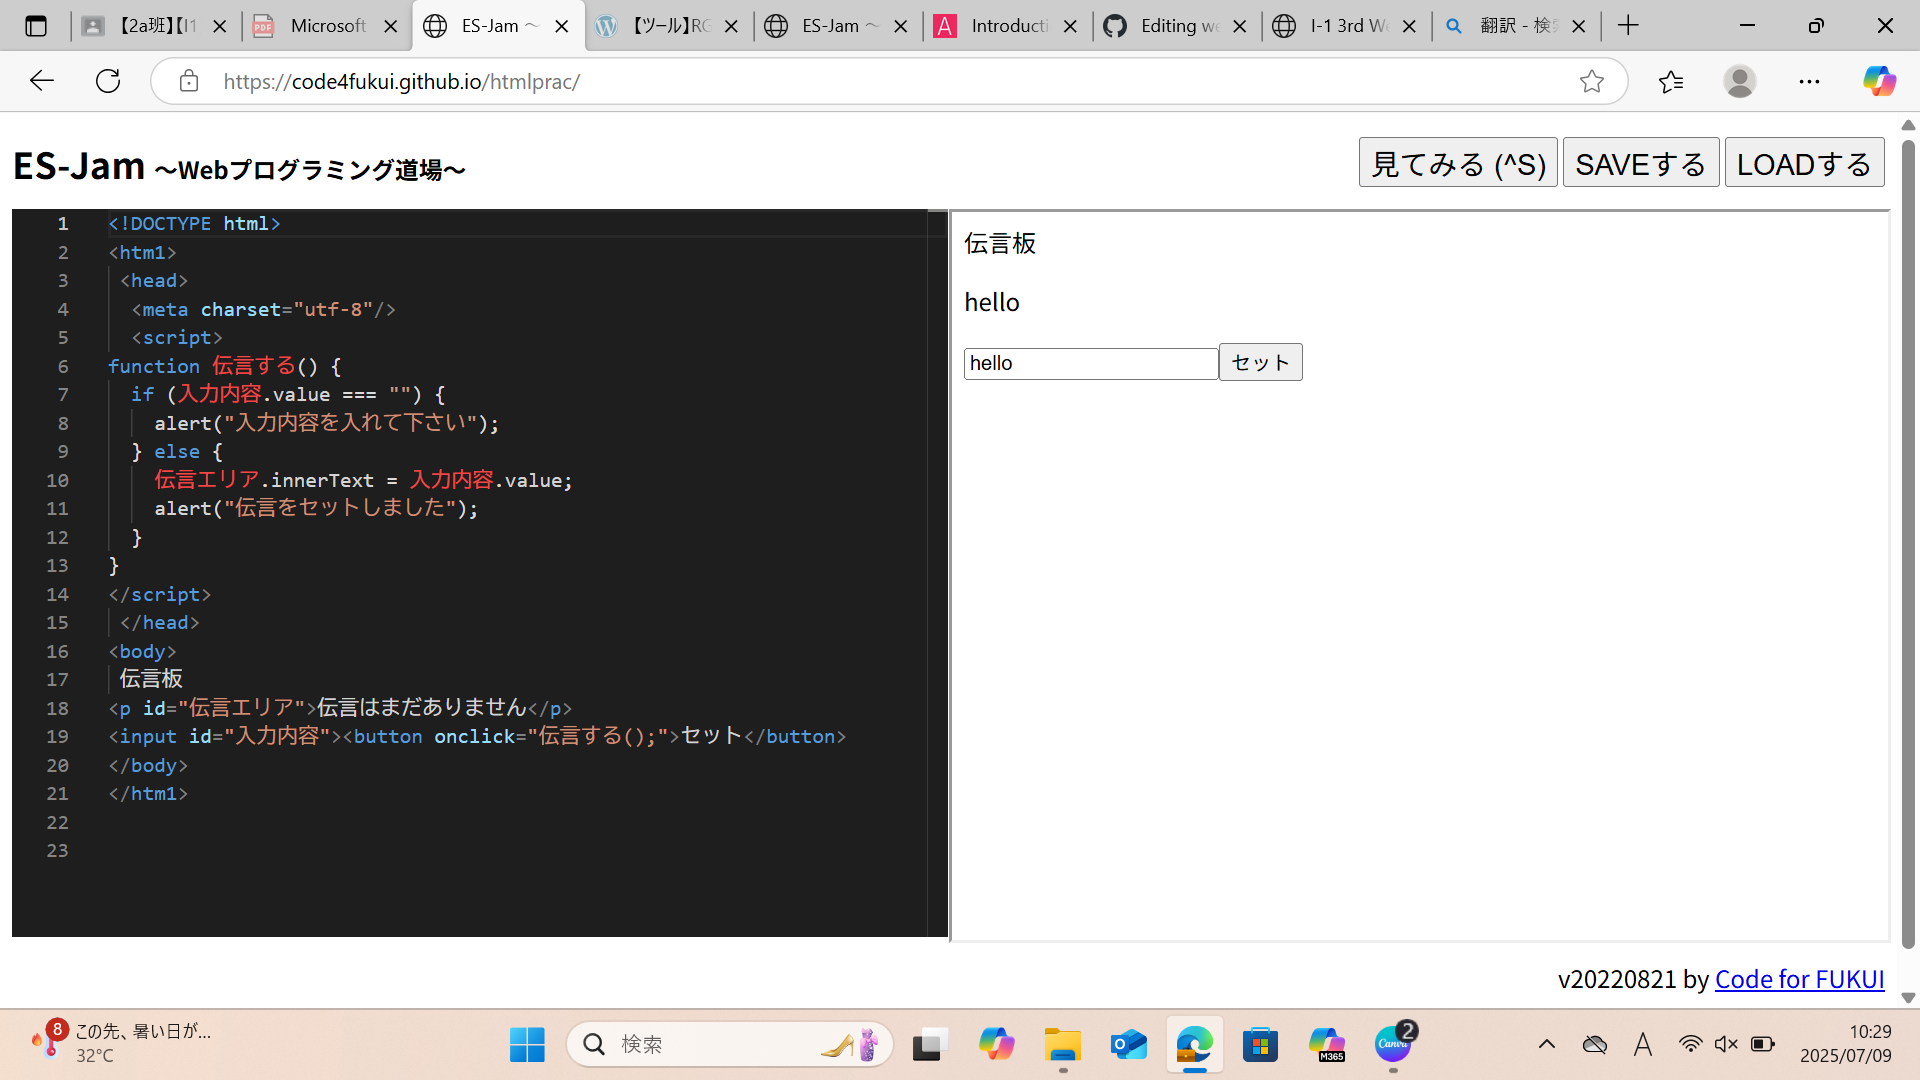 【2a班】【I1
Microsoft
ES-Jam ～
【ツール】RG
ES-Jam ～
Introducti
Editing we
I-1 3rd We
翻訳 - 検索
https://code4fukui.github.io/htmlprac/
ES-Jam ～Webプログラミング道場～
見てみる (^S)
SAVEする
LOADする
1 <!DOCTYPE html>
2 <htm1>
3 <head>
4 <meta charset="utf-8"/>
5 <script>
6 function 伝言する() {
7 if (入力内容.value === "") {
8 alert("入力内容を入れて下さい");
9 } else {
10 伝言エリア.innerText = 入力内容.value;
11 alert("伝言をセットしました");
12 }
13 }
14 </script>
15 </head>
16 <body>
17 伝言板
18 <p id="伝言エリア">伝言はまだありません</p>
19 <input id="入力内容"><button onclick="伝言する();">セット</button>
20 </body>
21 </htm1>
22
23
伝言板
hello
hello
セット
v20220821 by Code for FUKUI
8
この先、暑い日が...
32°C
検索
M365
Canva
2
A
10:29
2025/07/09